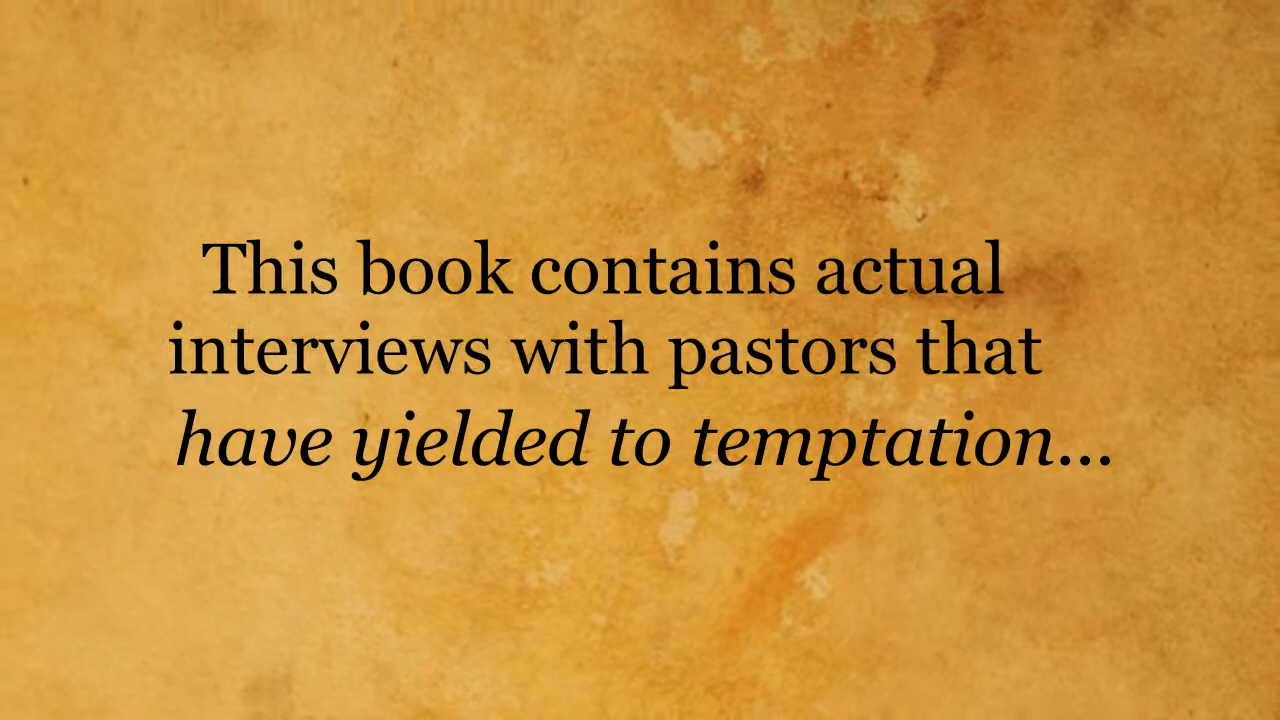 This book contains actual
interviews with pastors that
have yielded to temptation...